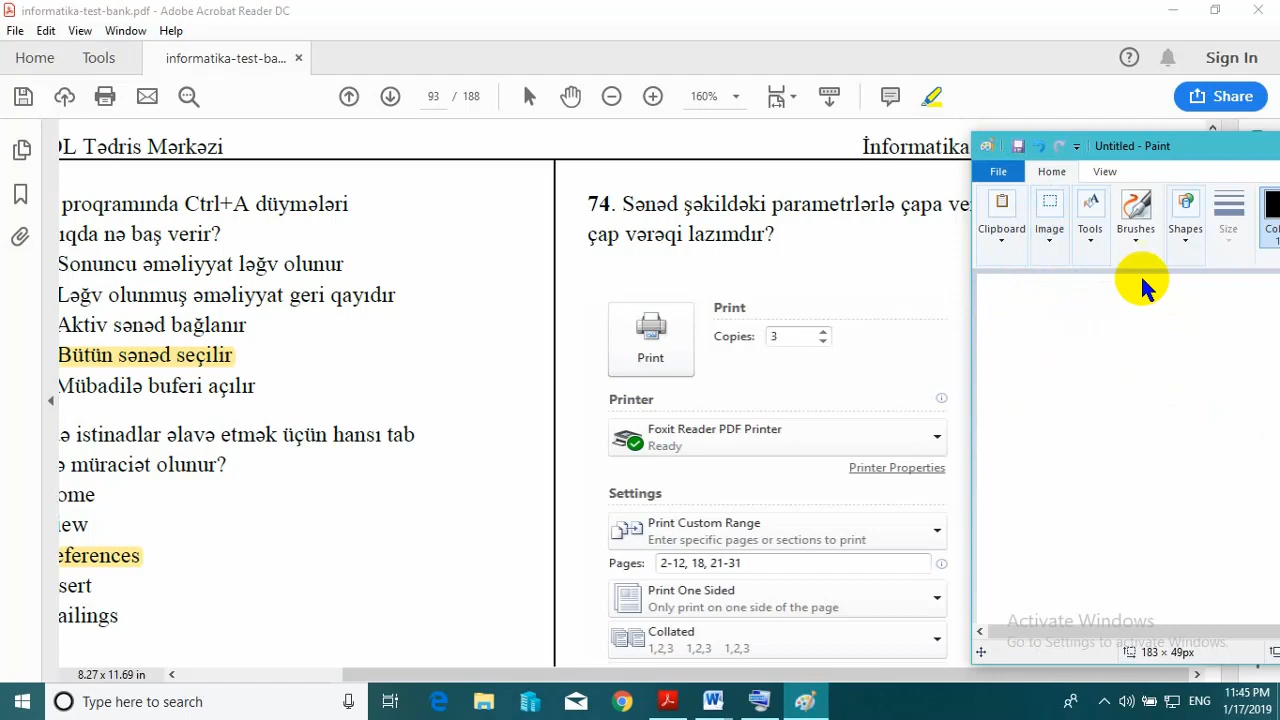 informatika-test-bank.pdf - Adobe Acrobat Reader DC
File Edit View Window Help
Home Tools informatika-test-ba... Sign In
93 / 188 160% Share
OL Tədris Mərkəzi İnformatika
proqramında Ctrl+A düymələri
ıqda nə baş verir?
Sonuncu əməliyyat ləğv olunur
Ləğv olunmuş əməliyyat geri qayıdır
Aktiv sənəd bağlanır
Bütün sənəd seçilir
Mübadilə buferi açılır
ə istinadlar əlavə etmək üçün hansı tab
ə müraciət olunur?
ome
iew
eferences
sert
ailings
74. Sənəd şəkildəki parametrlərlə çapa ve
çap vərəqi lazımdır?
Print
Print
Copies: 3
Printer
Foxit Reader PDF Printer
Ready
Printer Properties
Settings
Print Custom Range
Enter specific pages or sections to print
Pages: 2-12, 18, 21-31
Print One Sided
Only print on one side of the page
Collated
1,2,3 1,2,3 1,2,3
8.27 x 11.69 in
Untitled - Paint
File Home View
Clipboard Image Tools Brushes Shapes Size Co
1
Activate Windows
Go to Settings to activate Windows.
183 × 49px
Type here to search
ENG
11:45 PM
1/17/2019